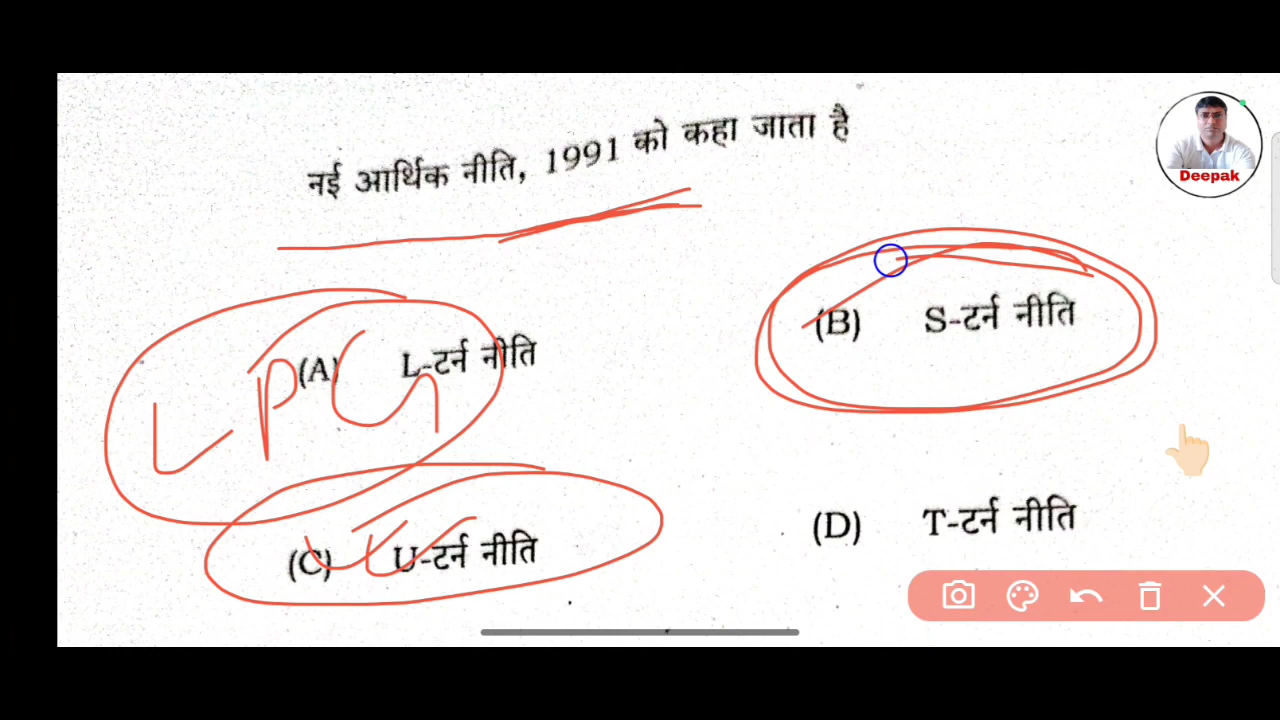 नई आर्थिक नीति, 1991 को कहा जाता है
Deepak
(A) L-टर्न नीति
(B) S-टर्न नीति
LPG
(C) U-टर्न नीति
(D) T-टर्न नीति